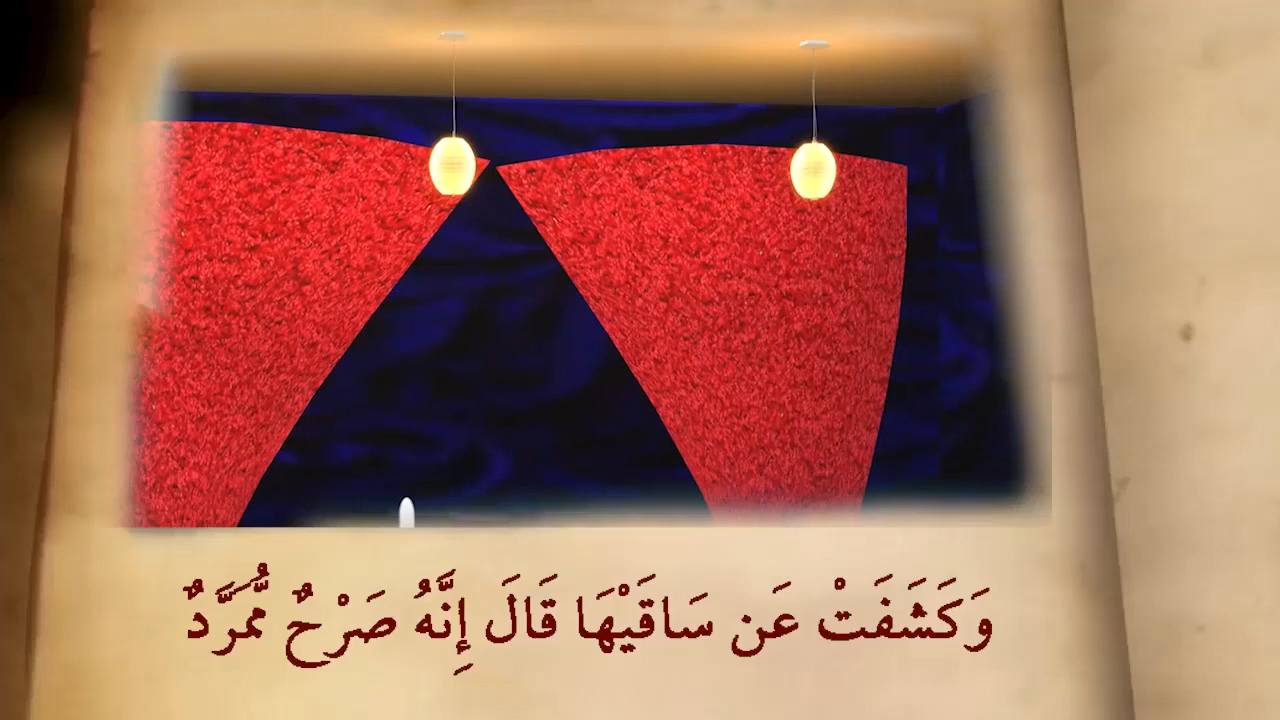 وَكَشَفَتْ عَن سَاقَيْهَا قَالَ إِنَّهُ صَرْحٌ مُّمَرَّدٌ